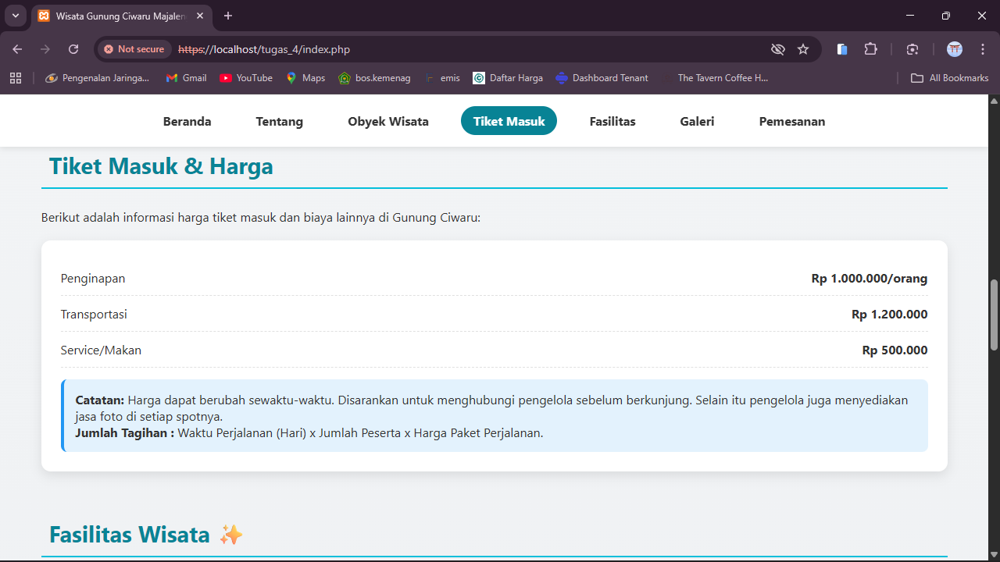 Wisata Gunung Ciwaru Majalen
Not secure https://localhost/tugas_4/index.php
Pengenalan Jaringa... Gmail YouTube Maps bos.kemenag emis Daftar Harga Dashboard Tenant The Tavern Coffee H... All Bookmarks
Beranda Tentang Obyek Wisata Tiket Masuk Fasilitas Galeri Pemesanan
Tiket Masuk & Harga
Berikut adalah informasi harga tiket masuk dan biaya lainnya di Gunung Ciwaru:
Penginapan Rp 1.000.000/orang
Transportasi Rp 1.200.000
Service/Makan Rp 500.000
Catatan: Harga dapat berubah sewaktu-waktu. Disarankan untuk menghubungi pengelola sebelum berkunjung. Selain itu pengelola juga menyediakan
jasa foto di setiap spotnya.
Jumlah Tagihan : Waktu Perjalanan (Hari) x Jumlah Peserta x Harga Paket Perjalanan.
Fasilitas Wisata ✨